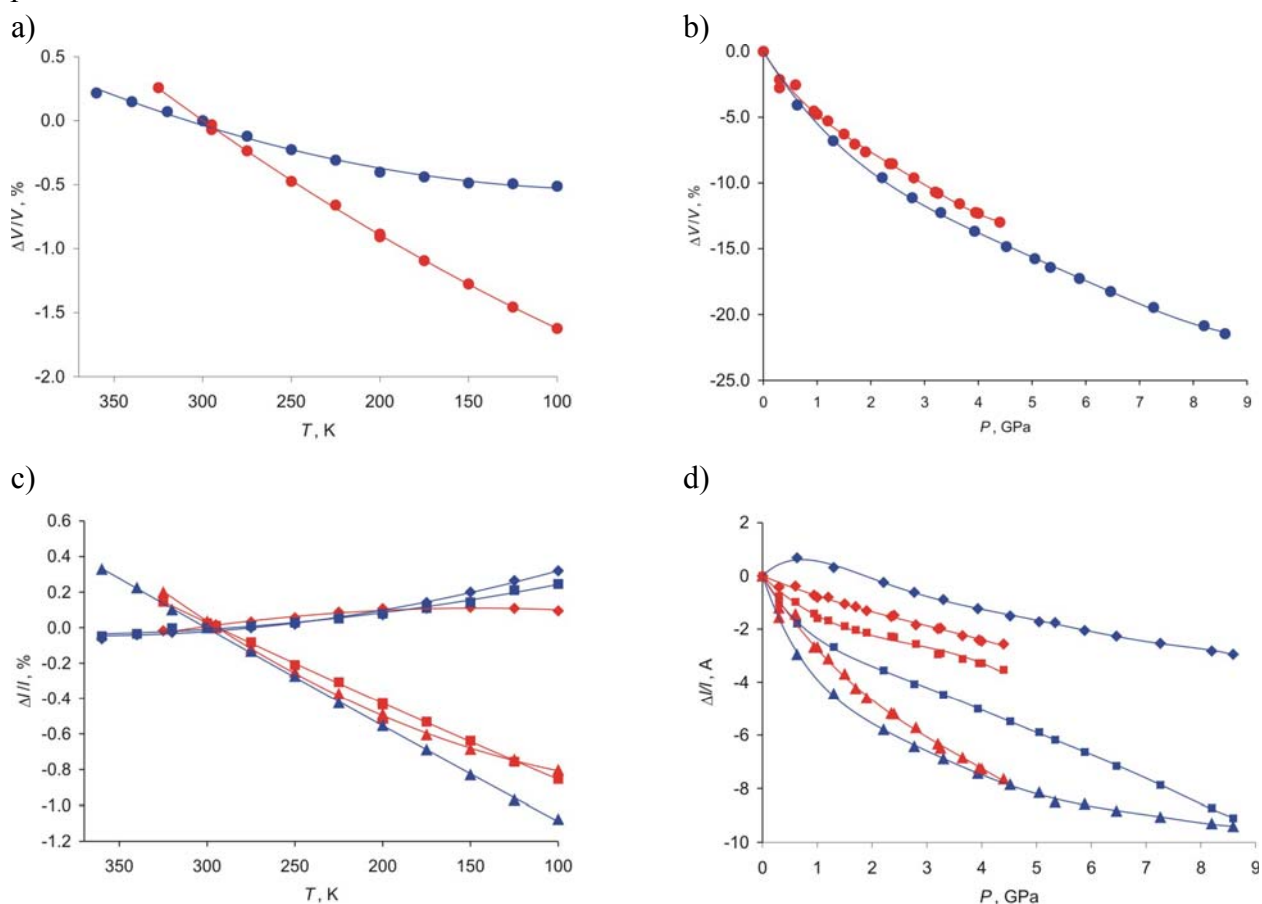 a)
b)
0.5
0.0
-0.5
-1.0
-1.5
-2.0
ΔV/V, %
350 300 250 200 150 100
T, K
0.0
-5.0
-10.0
-15.0
-20.0
-25.0
ΔV/V, %
0 1 2 3 4 5 6 7 8 9
P, GPa
c)
d)
0.6
0.4
0.2
0.0
-0.2
-0.4
-0.6
-0.8
-1.0
-1.2
Δl/l, %
350 300 250 200 150 100
T, K
2
0
-2
-4
-6
-8
-10
Δl/l, A
0 1 2 3 4 5 6 7 8 9
P, GPa